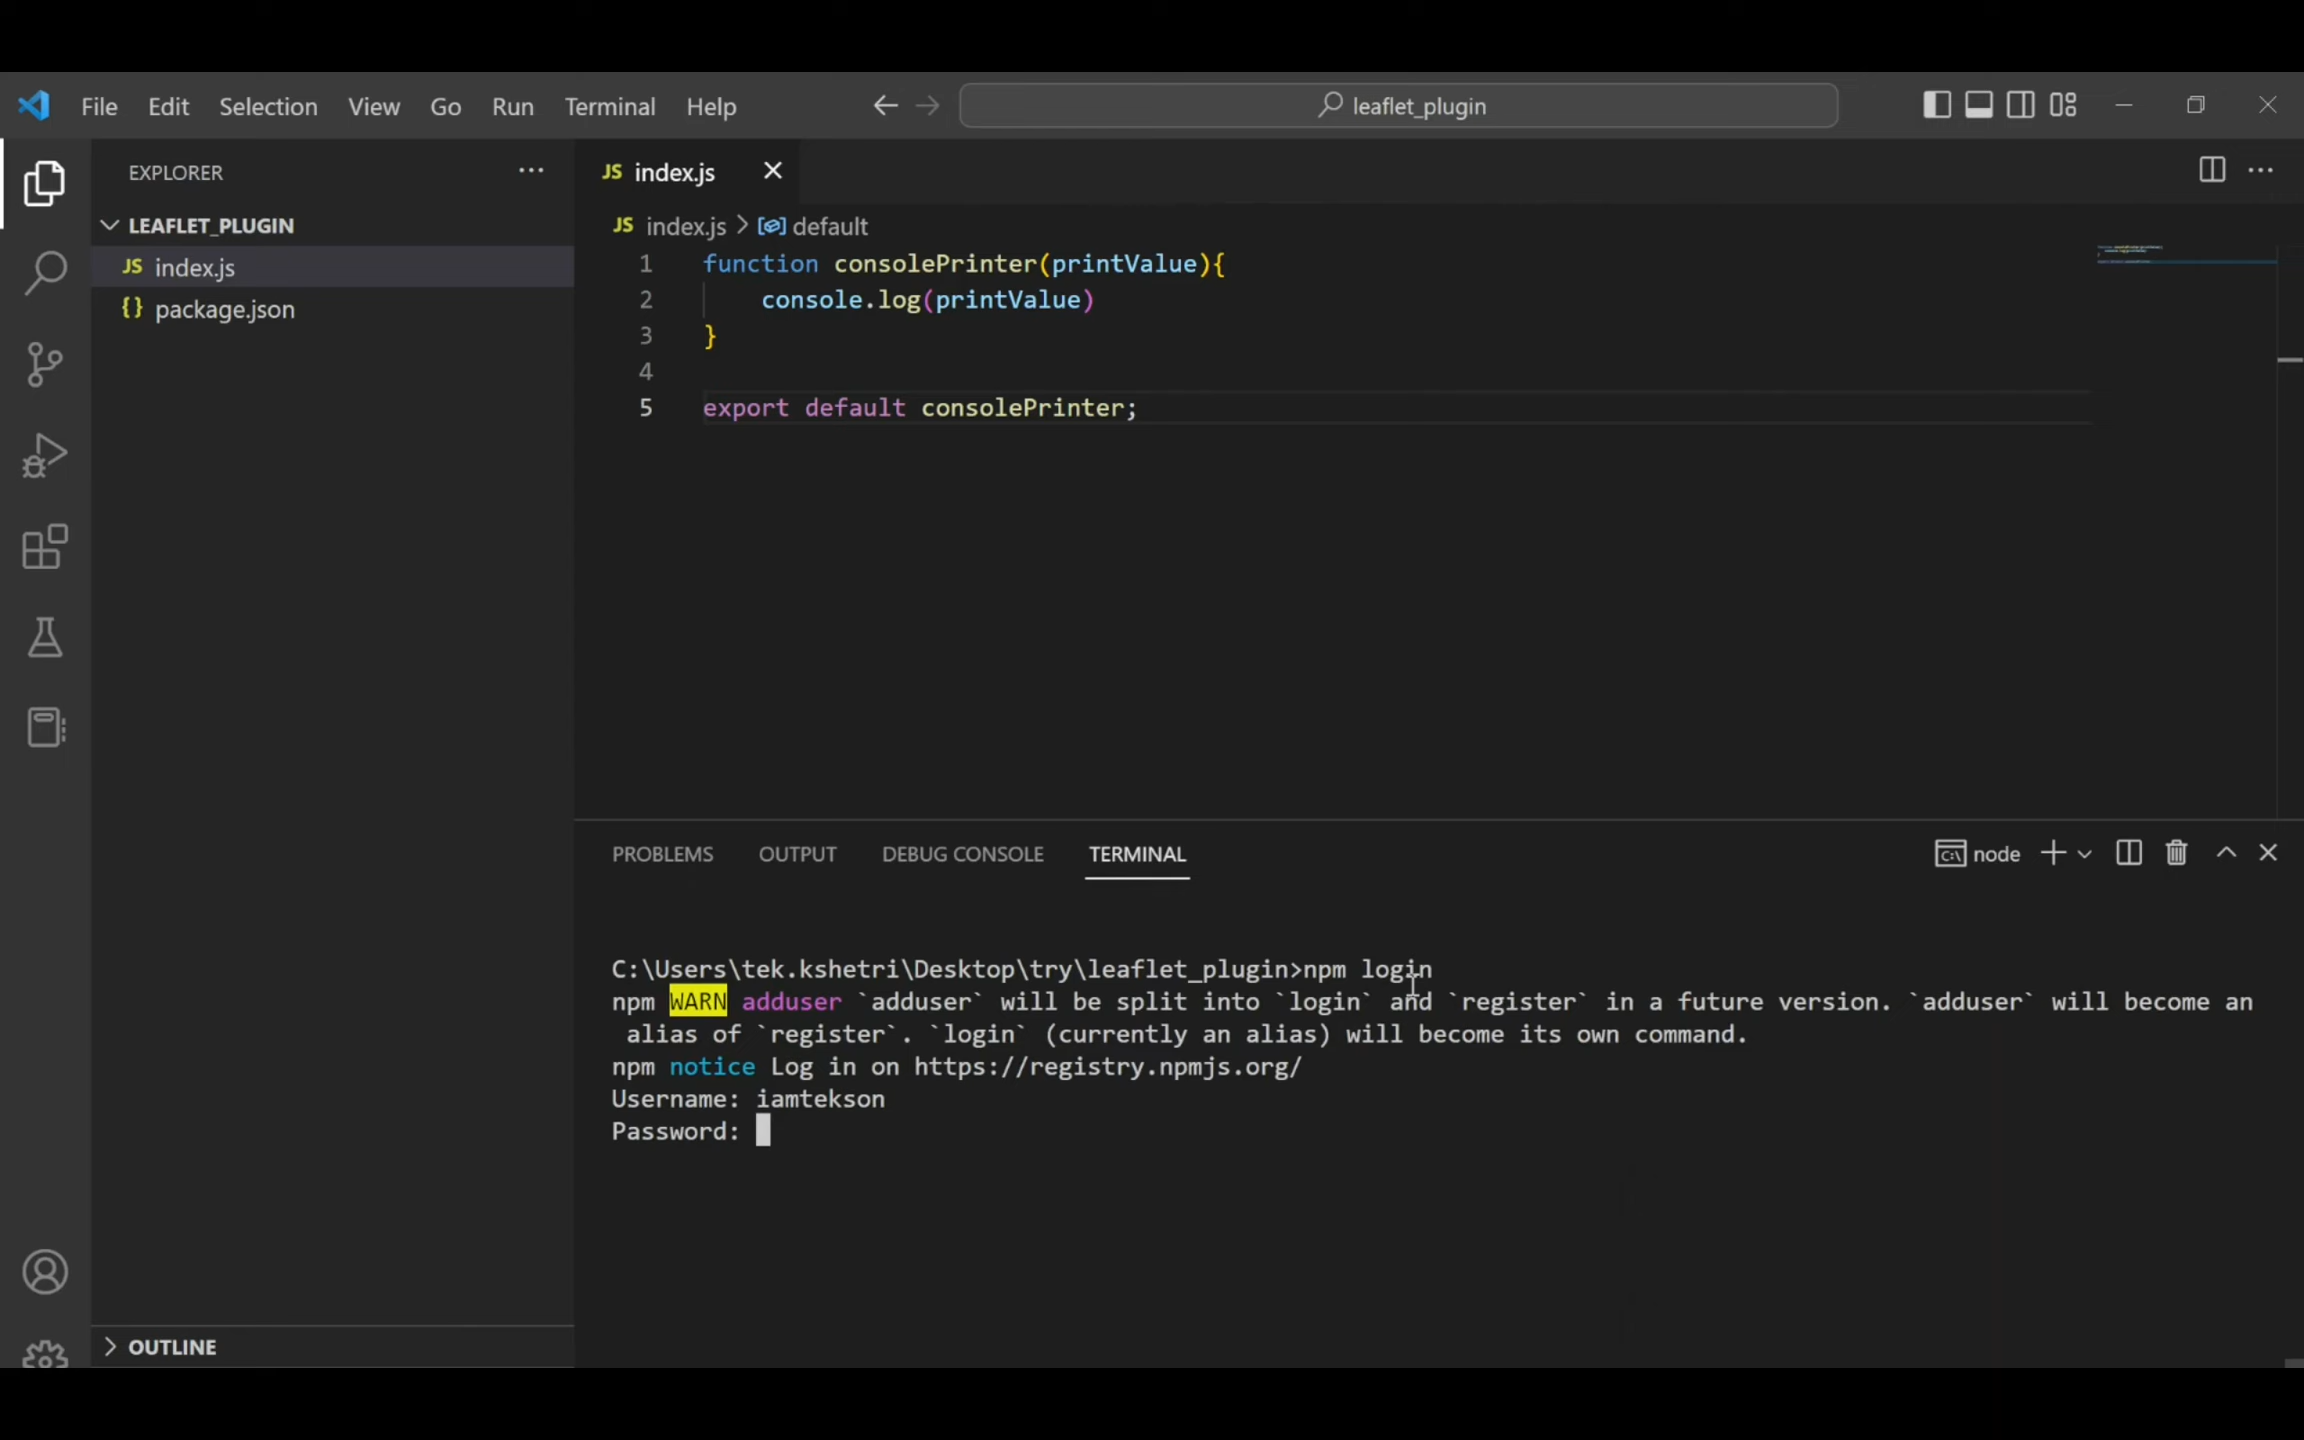 File Edit Selection View Go Run Terminal Help leaflet_plugin
EXPLORER
LEAFLET_PLUGIN
JS index.js
{} package.json
OUTLINE
JS index.js
JS index.js > default
1 function consolePrinter(printValue){
2     console.log(printValue)
3 }
4
5 export default consolePrinter;
PROBLEMS OUTPUT DEBUG CONSOLE TERMINAL node
C:\Users\tek.kshetri\Desktop\try\leaflet_plugin>npm login
npm WARN adduser `adduser` will be split into `login` and `register` in a future version. `adduser` will become an
alias of `register`. `login` (currently an alias) will become its own command.
npm notice Log in on https://registry.npmjs.org/
Username: iamtekson
Password: